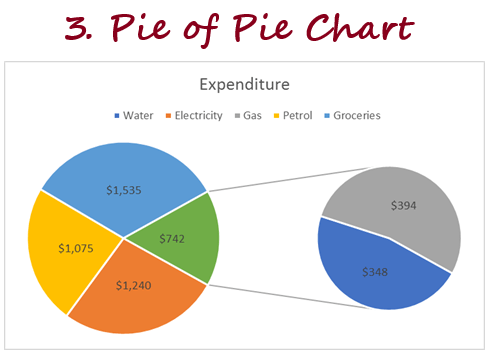 3. Pie of Pie Chart
Expenditure
Water Electricity Gas Petrol Groceries
$1,535
$394
$742
$1,075
$348
$1,240